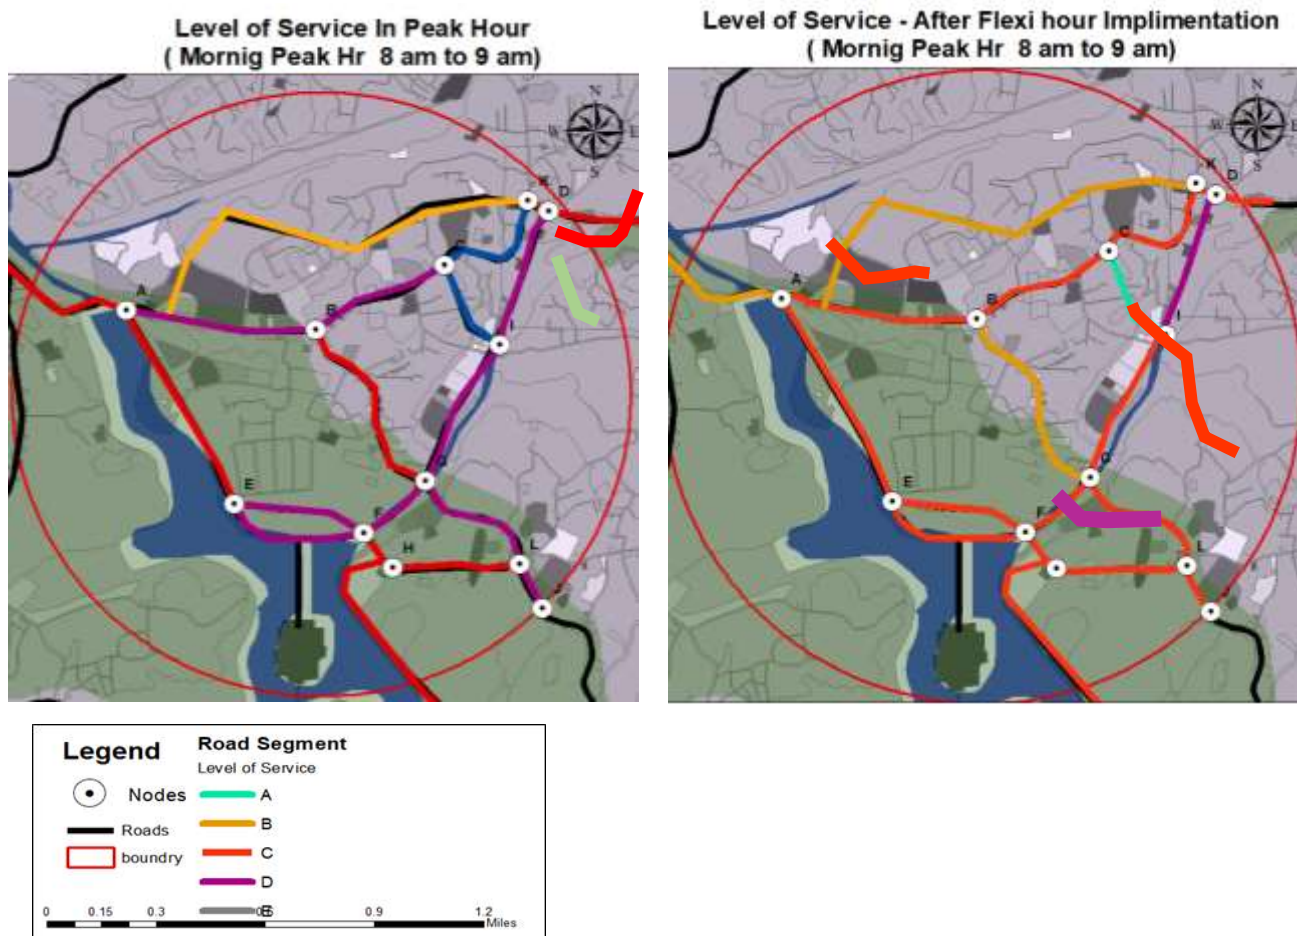 Level of Service In Peak Hour
( Mornig Peak Hr 8 am to 9 am)
N
W
E
S
K
D
C
A
B
I
G
E
F
H
L
J
Level of Service - After Flexi hour Implimentation
( Mornig Peak Hr 8 am to 9 am)
N
W
E
S
K
D
C
A
B
I
G
E
F
L
Legend
Nodes
Roads
boundry
Road Segment
Level of Service
A
B
C
D
E
0 0.15 0.3 0.6 0.9 1.2
Miles